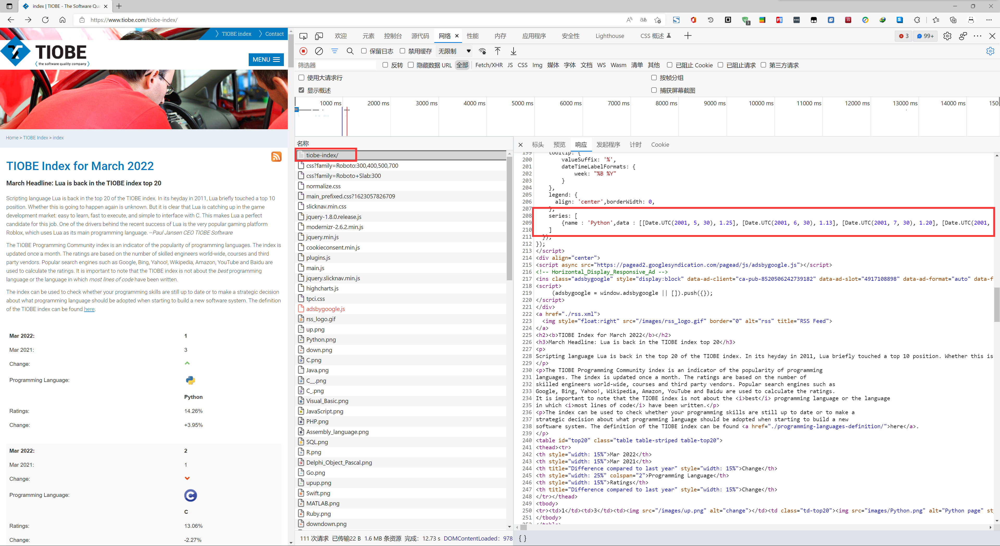 index | TIOBE - The Software Qua
https://www.tiobe.com/tiobe-index/
TIOBE index
Contact
TIOBE
(the software quality company)
MENU
Home > TIOBE Index > index
TIOBE Index for March 2022
March Headline: Lua is back in the TIOBE index top 20
Scripting language Lua is back in the top 20 of the TIOBE index. In its heyday in 2011, Lua briefly touched a top 10
position. Whether this is going to happen again is unknown. But it is clear that Lua is catching up in the game
development market: easy to learn, fast to execute, and simple to interface with C. This makes Lua a perfect
candidate for this job. One of the drivers behind the recent success of Lua is the very popular gaming platform
Roblox, which uses Lua as its main programming language. --Paul Jansen CEO TIOBE Software
The TIOBE Programming Community index is an indicator of the popularity of programming languages. The index is
updated once a month. The ratings are based on the number of skilled engineers world-wide, courses and third
party vendors. Popular search engines such as Google, Bing, Yahoo!, Wikipedia, Amazon, YouTube and Baidu are
used to calculate the ratings. It is important to note that the TIOBE index is not about the best programming
language or the language in which most lines of code have been written.
The index can be used to check whether your programming skills are still up to date or to make a strategic decision
about what programming language should be adopted when starting to build a new software system. The definition
of the TIOBE index can be found here.
Mar 2022: 1
Mar 2021: 3
Change:
Programming Language:
Python
Ratings: 14.26%
Change: +3.95%
Mar 2022: 2
Mar 2021: 1
Change:
Programming Language:
C
Ratings: 13.06%
Change: -2.27%
欢迎 元素 控制台 源代码 网络 性能 内存 应用程序 安全性 Lighthouse CSS 概述
3 99+
保留日志 禁用缓存 无限制
筛选器 反转 隐藏数据 URL 全部 Fetch/XHR JS CSS Img 媒体 字体 文档 WS Wasm 清单 其他 已阻止 Cookie 已阻止请求 第三方请求
使用大请求行 按帧分组
显示概述 捕获屏幕截图
1000 ms 2000 ms 3000 ms 4000 ms 5000 ms 6000 ms 7000 ms 8000 ms 9000 ms 10000 ms 11000 ms 12000 ms 13000 ms 14000 ms 150
名称
tiobe-index/
css?family=Roboto:300,400,500,700
css?family=Roboto+Slab:300
normalize.css
main_prefixed.css?1623057826709
slicknav.min.css
jquery-1.8.0.release.js
modernizr-2.6.2.min.js
jquery.min.js
cookieconsent.min.js
plugins.js
main.js
jquery.slicknav.min.js
highcharts.js
tpci.css
adsbygoogle.js
rss_logo.gif
up.png
Python.png
down.png
C.png
Java.png
C__.png
C_.png
Visual_Basic.png
JavaScript.png
PHP.png
Assembly_language.png
SQL.png
R.png
Delphi_Object_Pascal.png
Go.png
upup.png
Swift.png
MATLAB.png
Ruby.png
downdown.png
111 次请求 已传输22 B 1.6 MB 条资源 完成: 12.73 s DOMContentLoaded: 978
标头 预览 响应 发起程序 计时 Cookie
199 tooltip: {
200 valueSuffix: '%',
201 dateTimeLabelFormats: {
202 week: "%B %Y"
203 }
204 },
205 legend: {
206 align: 'center',borderWidth: 0,
207 },
208 series: [
209 {name : 'Python',data : [[Date.UTC(2001, 5, 30), 1.25], [Date.UTC(2001, 6, 30), 1.13], [Date.UTC(2001, 7, 30), 1.20], [Date.UTC(2001,
210 ]
211 });
212 });
213 </script>
214 <div align="center">
215 <script async src="https://pagead2.googlesyndication.com/pagead/js/adsbygoogle.js"></script>
216 <!-- Horizontal_Display_Responsive_Ad -->
217 <ins class="adsbygoogle" style="display:block" data-ad-client="ca-pub-8520506242739182" data-ad-slot="4917108898" data-ad-format="auto" data-f
218 <script>
219 (adsbygoogle = window.adsbygoogle || []).push({});
220 </script>
221 </div>
222 <a href="./rss.xml">
223 <img style="float:right" src="/images/rss_logo.gif" border="0" alt="rss" title="RSS Feed">
224 </a>
225 <h2><b>TIOBE Index for March 2022</b></h2>
226 <h3>March Headline: Lua is back in the TIOBE index top 20</h3>
227 <p>
228 Scripting language Lua is back in the top 20 of the TIOBE index. In its heyday in 2011, Lua briefly touched a top 10 position. Whether this is
229 </p>
230 <p>The TIOBE Programming Community index is an indicator of the popularity of programming
231 languages. The index is updated once a month. The ratings are based on the number of
232 skilled engineers world-wide, courses and third party vendors. Popular search engines such as
233 Google, Bing, Yahoo!, Wikipedia, Amazon, YouTube and Baidu are used to calculate the ratings.
234 It is important to note that the TIOBE index is not about the <i>best</i> programming language or the language
235 in which <i>most lines of code</i> have been written.</p>
236 <p>The index can be used to check whether your programming skills are still up to date or to make a
237 strategic decision about what programming language should be adopted when starting to build a new
238 software system. The definition of the TIOBE index can be found <a href="./programming-languages-definition/">here</a>.
239 </p>
240 <table id="top20" class="table table-striped table-top20">
241 <thead><tr>
242 <th style="width: 15%">Mar 2022</th>
243 <th style="width: 15%">Mar 2021</th>
244 <th title="Difference compared to last year" style="width: 15%">Change</th>
245 <th style="width: 25%" colspan="2">Programming Language</th>
246 <th style="width: 15%">Ratings</th>
247 <th title="Difference compared to last year" style="width: 15%">Change</th>
248 </tr></thead>
249 <tbody>
250 <tr><td>1</td><td>3</td><td><img src="/images/up.png" alt="change"></td><td class="td-top20"><img src="images/Python.png" alt="Python page" st
251 </tbody>
252 </table>
{ }